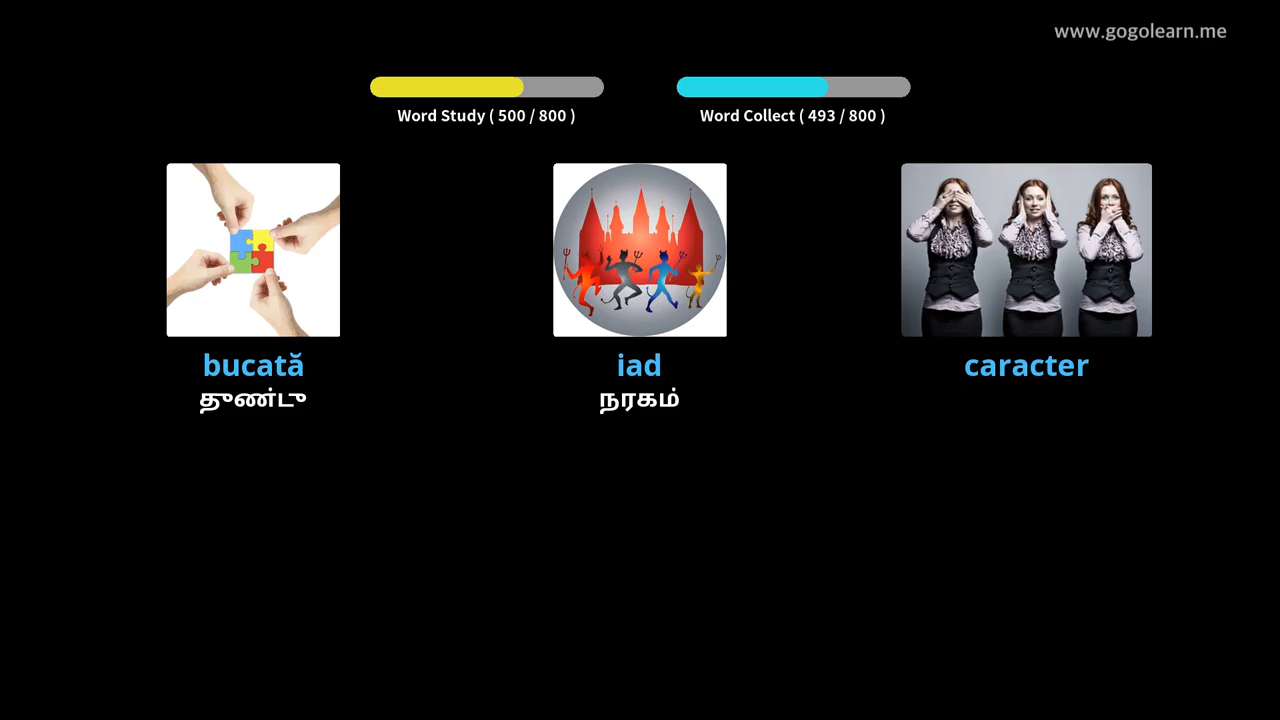 www.gogolearn.me
Word Study ( 500 / 800 )
Word Collect ( 493 / 800 )
bucată
துண்டு
iad
நரகம்
caracter